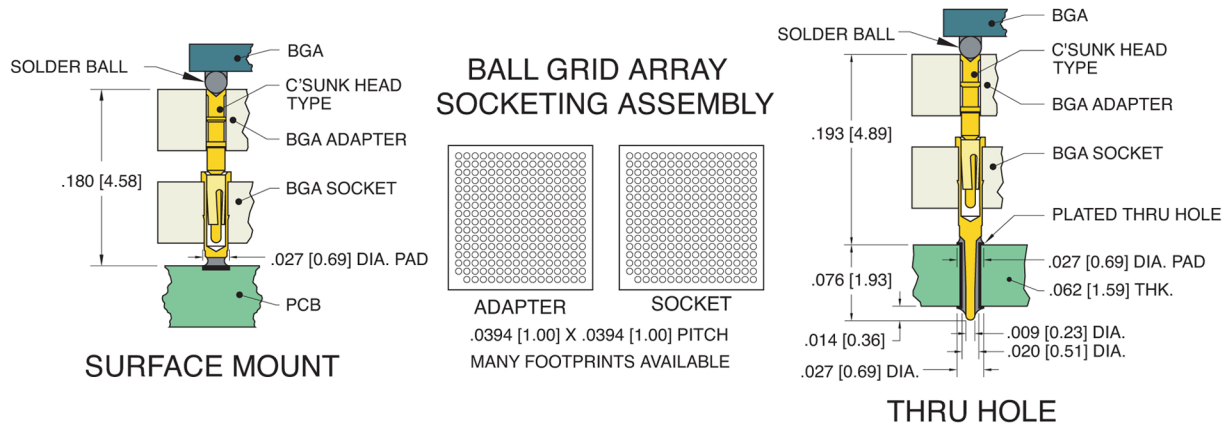 BGA
SOLDER BALL
C'SUNK HEAD
TYPE
BGA ADAPTER
.180 [4.58]
BGA SOCKET
.027 [0.69] DIA. PAD
PCB
SURFACE MOUNT
BALL GRID ARRAY
SOCKETING ASSEMBLY
ADAPTER
SOCKET
.0394 [1.00] X .0394 [1.00] PITCH
MANY FOOTPRINTS AVAILABLE
BGA
SOLDER BALL
C'SUNK HEAD
TYPE
BGA ADAPTER
.193 [4.89]
BGA SOCKET
PLATED THRU HOLE
.027 [0.69] DIA. PAD
.076 [1.93]
.062 [1.59] THK.
.014 [0.36]
.009 [0.23] DIA.
.020 [0.51] DIA.
.027 [0.69] DIA.
THRU HOLE